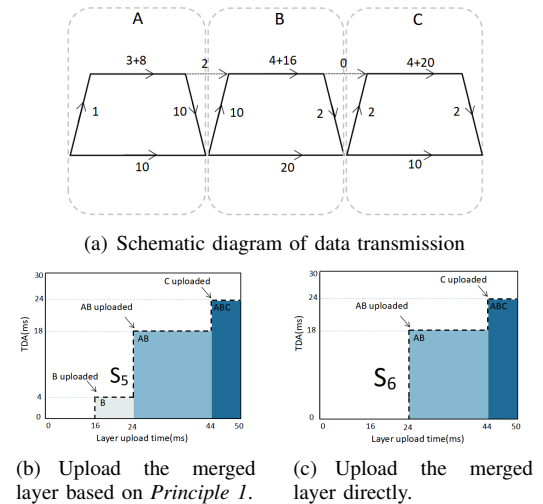 A B C
3+8 2 4+16 0 4+20
1 10 10 2 2 2
10 20 10
(a) Schematic diagram of data transmission
30
24
18
4
0
TDA(ms)
C uploaded
ABC
AB uploaded
AB
B uploaded
B
S5
0 16 24 44 50
Layer upload time(ms)
(b) Upload the merged
layer based on Principle 1.
30
24
18
0
TDA(ms)
C uploaded
ABC
AB uploaded
AB
S6
0 24 44 50
Layer upload time(ms)
(c) Upload the merged
layer directly.